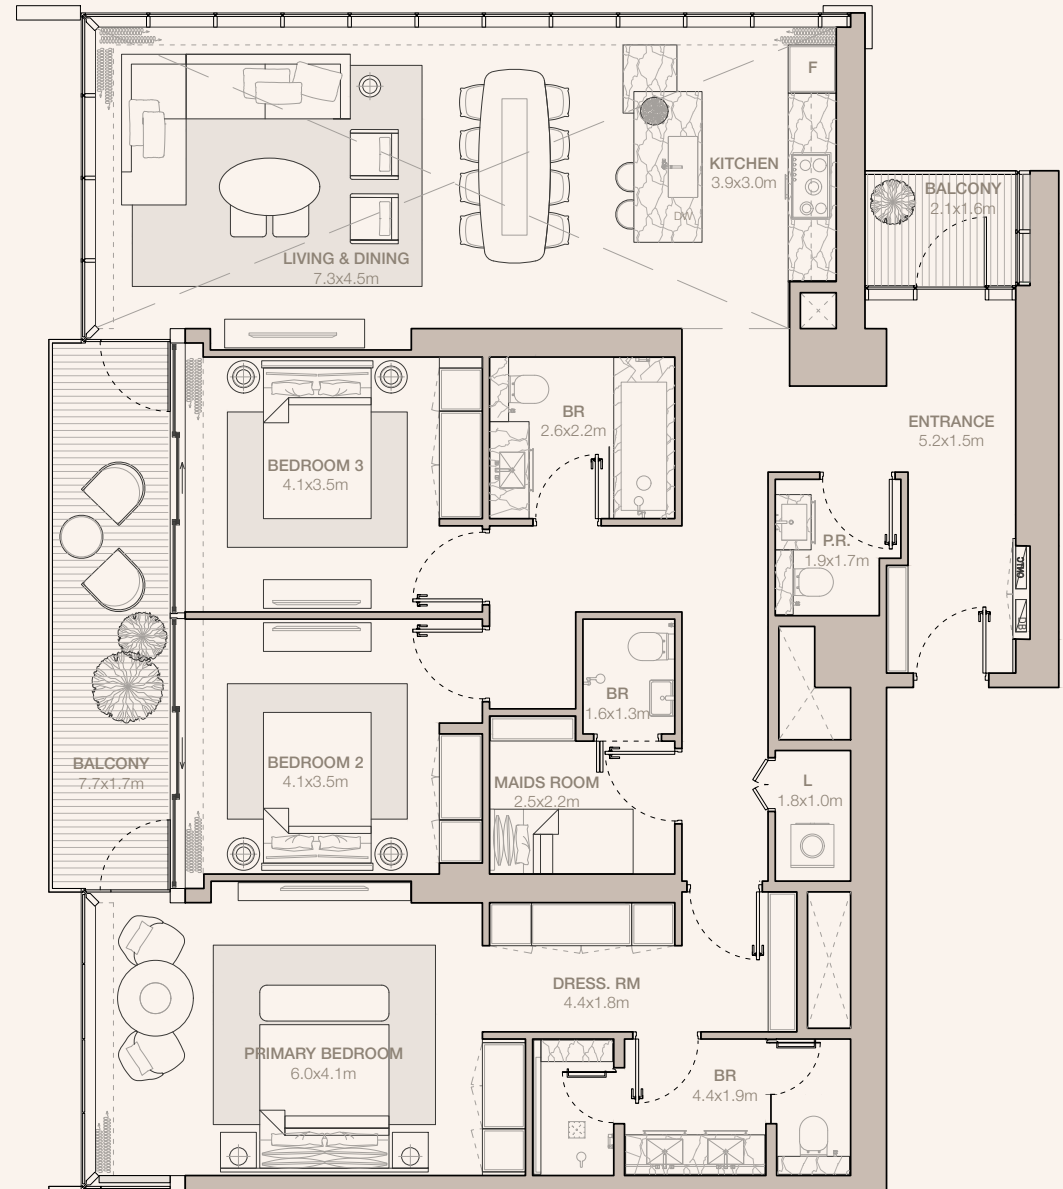 F
KITCHEN
3.9x3.0m
BALCONY
2.1x1.6m
DW
LIVING & DINING
7.3x4.5m
BR
2.6x2.2m
ENTRANCE
5.2x1.5m
BEDROOM 3
4.1x3.5m
P.R.
1.9x1.7m
DB
BR
1.6x1.3m
BALCONY
7.7x1.7m
BEDROOM 2
4.1x3.5m
MAIDS ROOM
2.5x2.2m
L
1.8x1.0m
DRESS. RM
4.4x1.8m
PRIMARY BEDROOM
6.0x4.1m
BR
4.4x1.9m